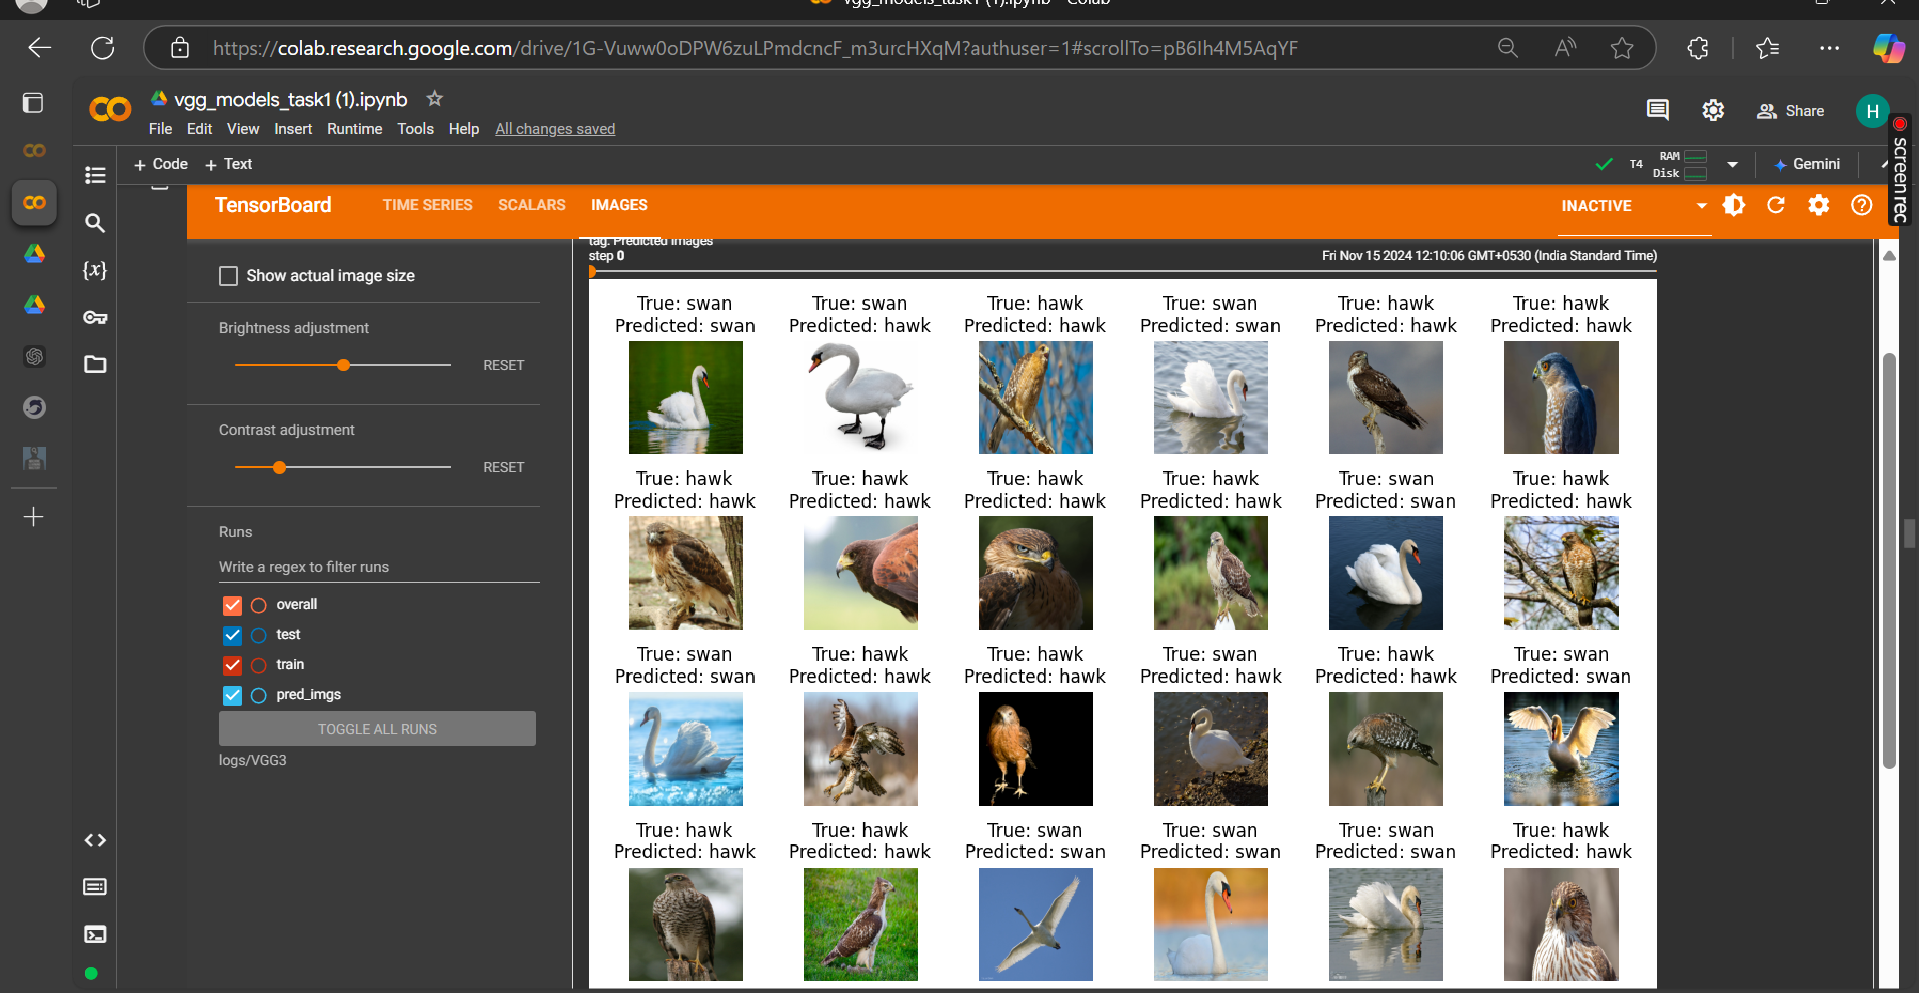 vgg_models_task1 (1).ipynb - Colab
https://colab.research.google.com/drive/1G-Vuww0oDPW6zuLPmdcncF_m3urcHXqM?authuser=1#scrollTo=pB6Ih4M5AqYF
vgg_models_task1 (1).ipynb
File Edit View Insert Runtime Tools Help All changes saved
Share
H
screenrec
+ Code + Text
T4
RAM
Disk
Gemini
TensorBoard
TIME SERIES SCALARS IMAGES
INACTIVE
tag: Predicted Images
step 0
Fri Nov 15 2024 12:10:06 GMT+0530 (India Standard Time)
Show actual image size
Brightness adjustment
RESET
Contrast adjustment
RESET
Runs
Write a regex to filter runs
overall
test
train
pred_imgs
TOGGLE ALL RUNS
logs/VGG3
True: swan True: swan True: hawk True: swan True: hawk True: hawk
Predicted: swan Predicted: hawk Predicted: hawk Predicted: swan Predicted: hawk Predicted: hawk
True: hawk True: hawk True: hawk True: hawk True: swan True: hawk
Predicted: hawk Predicted: hawk Predicted: hawk Predicted: hawk Predicted: swan Predicted: hawk
True: swan True: hawk True: hawk True: swan True: hawk True: swan
Predicted: swan Predicted: hawk Predicted: hawk Predicted: hawk Predicted: hawk Predicted: swan
True: hawk True: hawk True: swan True: swan True: swan True: hawk
Predicted: hawk Predicted: hawk Predicted: swan Predicted: swan Predicted: swan Predicted: hawk